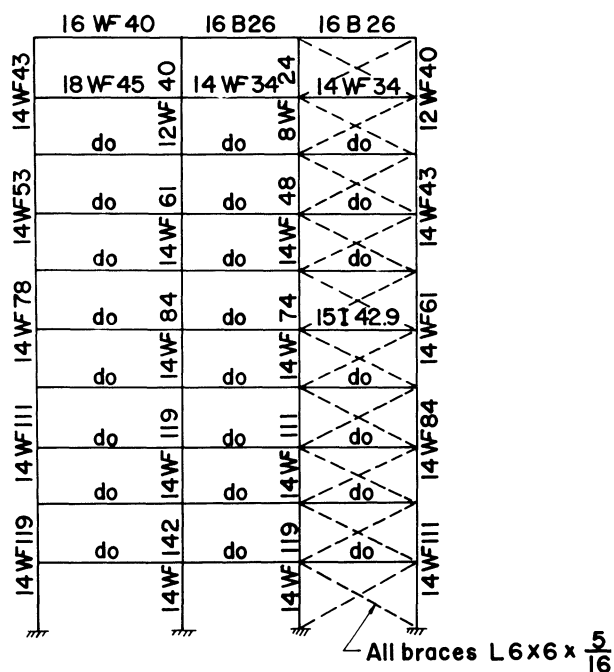 16 WF 40 16 B 26 16 B 26
14 WF 43 12 WF 40 8 WF 24 12 WF 40
18 WF 45 14 WF 34 14 WF 34
do do do
14 WF 53 14 WF 61 14 WF 48 14 WF 43
do do do
do do do
14 WF 78 14 WF 84 14 WF 74 14 WF 61
do do 15 I 42.9
do do do
14 WF 111 14 WF 119 14 WF 111 14 WF 84
do do do
do do do
14 WF 119 14 WF 142 14 WF 119 14 WF 111
do do do
All braces L 6 x 6 x 5/16